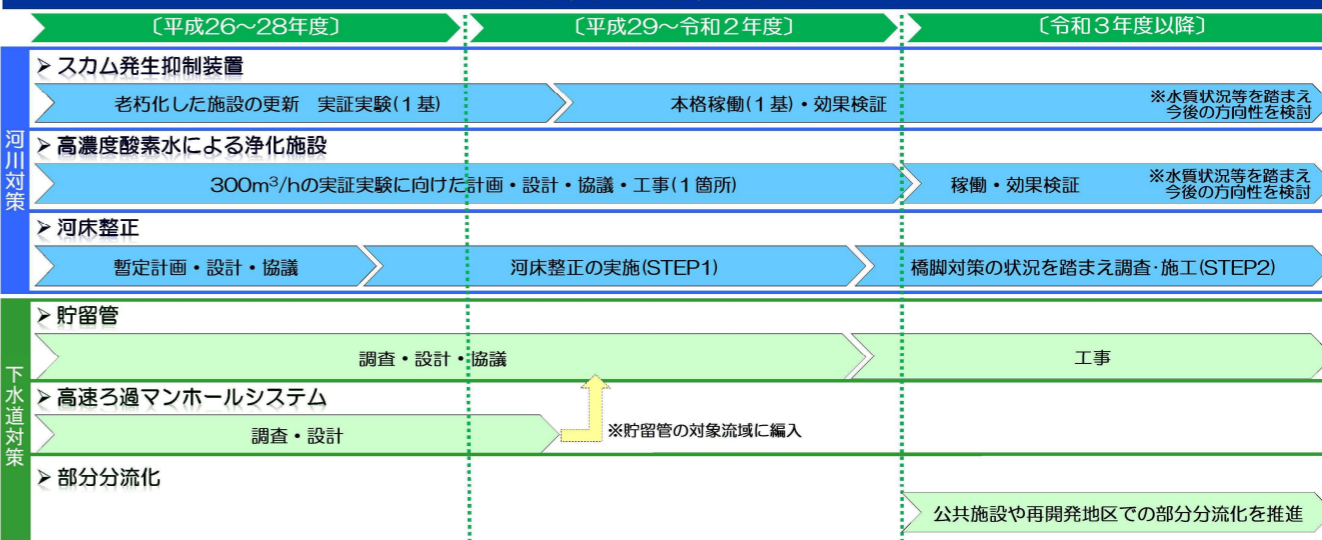 〔平成26～28年度〕
〔平成29～令和2年度〕
〔令和3年度以降〕
河川対策
➢ スカム発生抑制装置
老朽化した施設の更新　実証実験(1基)
本格稼働(1基)・効果検証
※水質状況等を踏まえ
今後の方向性を検討
➢ 高濃度酸素水による浄化施設
300m³/hの実証実験に向けた計画・設計・協議・工事(1箇所)
稼働・効果検証
※水質状況等を踏まえ
今後の方向性を検討
➢ 河床整正
暫定計画・設計・協議
河床整正の実施(STEP1)
橋脚対策の状況を踏まえ調査・施工(STEP2)
下水道対策
➢ 貯留管
調査・設計・協議
工事
➢ 高速ろ過マンホールシステム
調査・設計
※貯留管の対象流域に編入
➢ 部分分流化
公共施設や再開発地区での部分分流化を推進